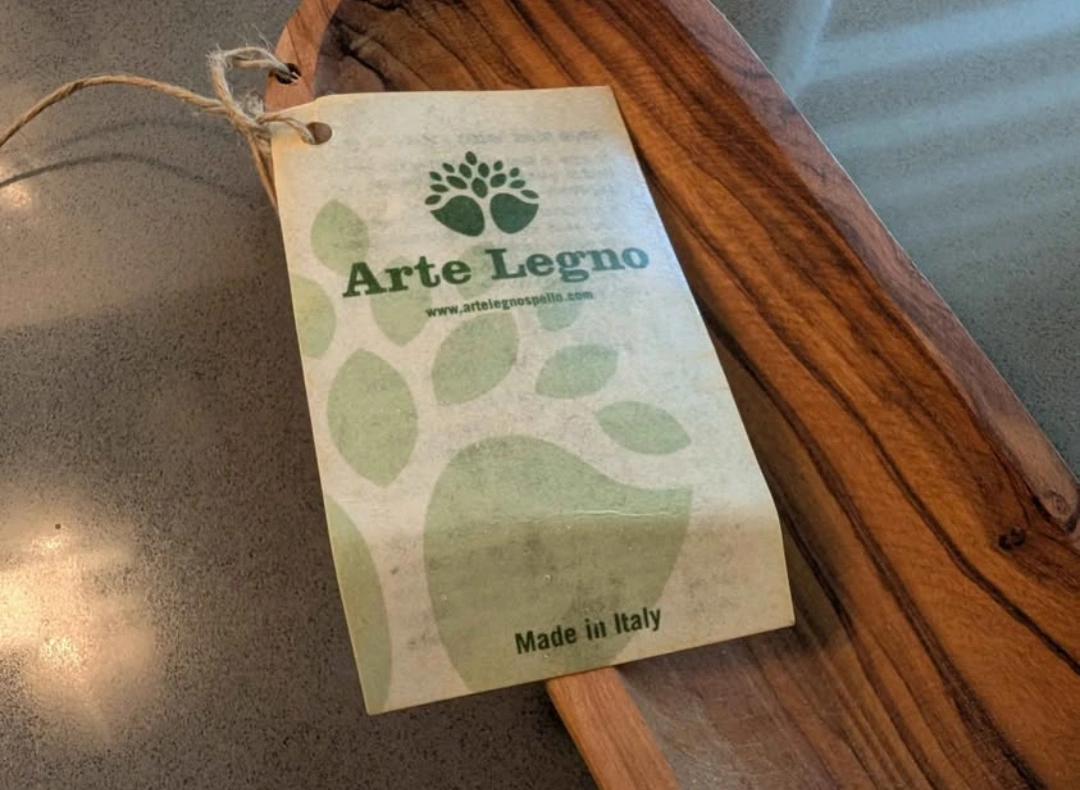 Arte Legno
www.artelegnospello.com
Made in Italy